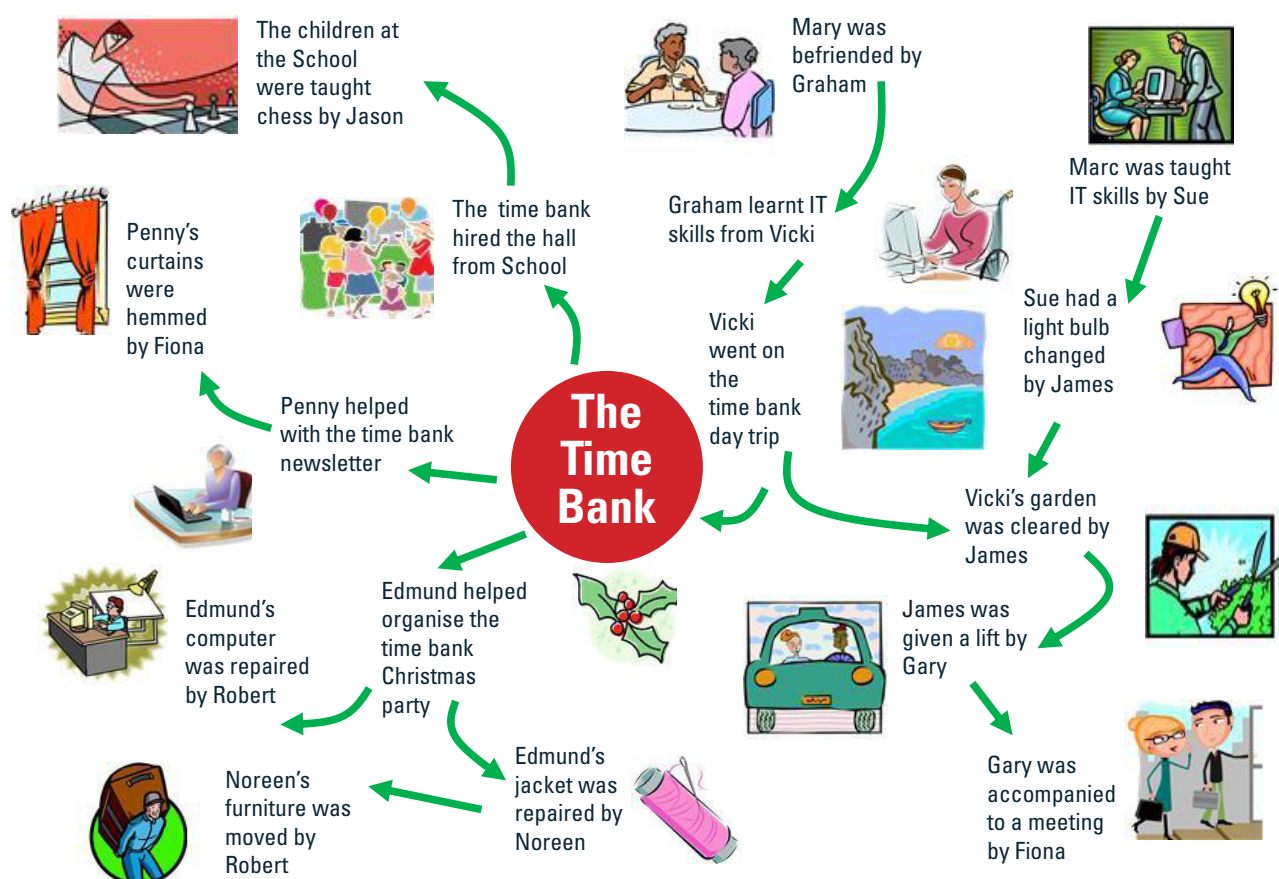 The children at
the School
were taught
chess by Jason
Mary was
befriended by
Graham
Marc was taught
IT skills by Sue
Penny's
curtains
were
hemmed
by Fiona
The time bank
hired the hall
from School
Graham learnt IT
skills from Vicki
Sue had a
light bulb
changed
by James
Vicki
went on
the
time bank
day trip
Penny helped
with the time bank
newsletter
The
Time
Bank
Vicki's garden
was cleared by
James
Edmund's
computer
was repaired
by Robert
Edmund helped
organise the
time bank
Christmas
party
James was
given a lift by
Gary
Noreen's
furniture was
moved by
Robert
Edmund's
jacket was
repaired by
Noreen
Gary was
accompanied
to a meeting
by Fiona